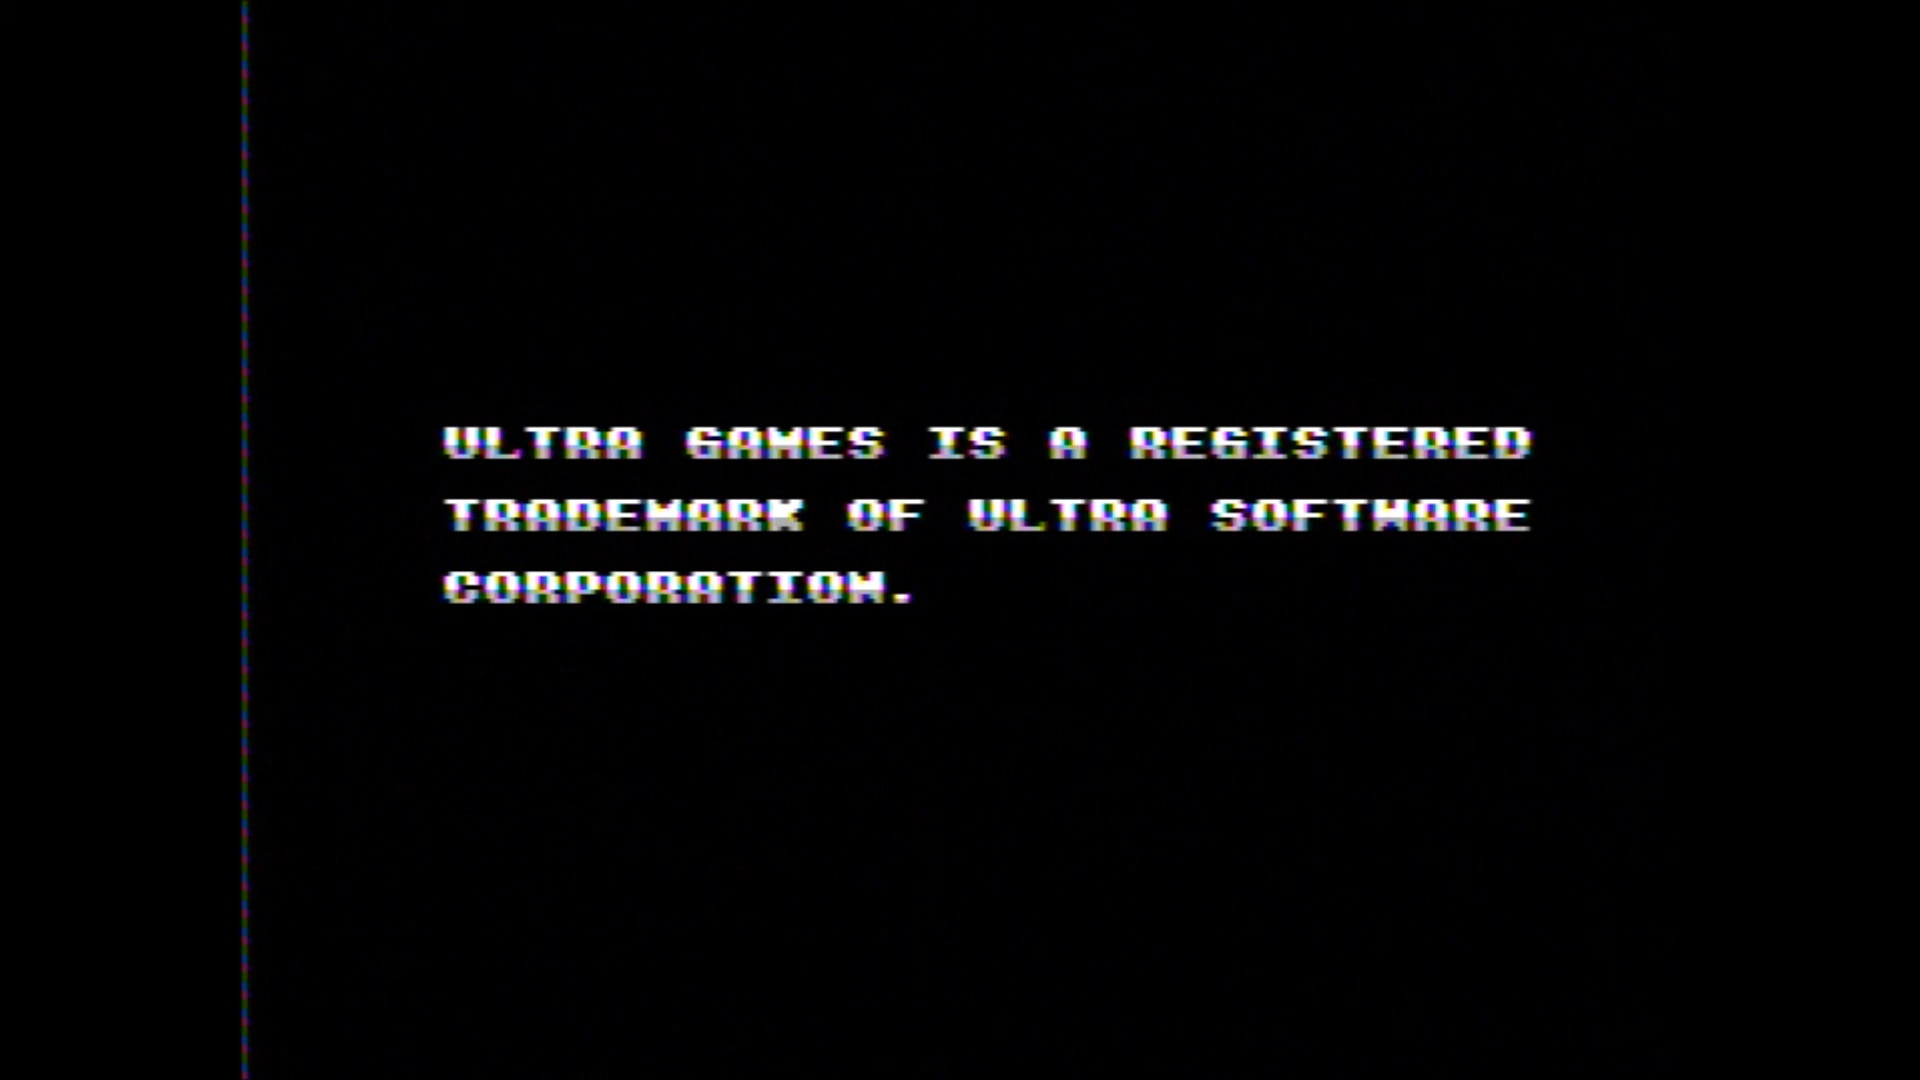 ULTRA GAMES IS A REGISTERED
TRADEMARK OF ULTRA SOFTWARE
CORPORATION.